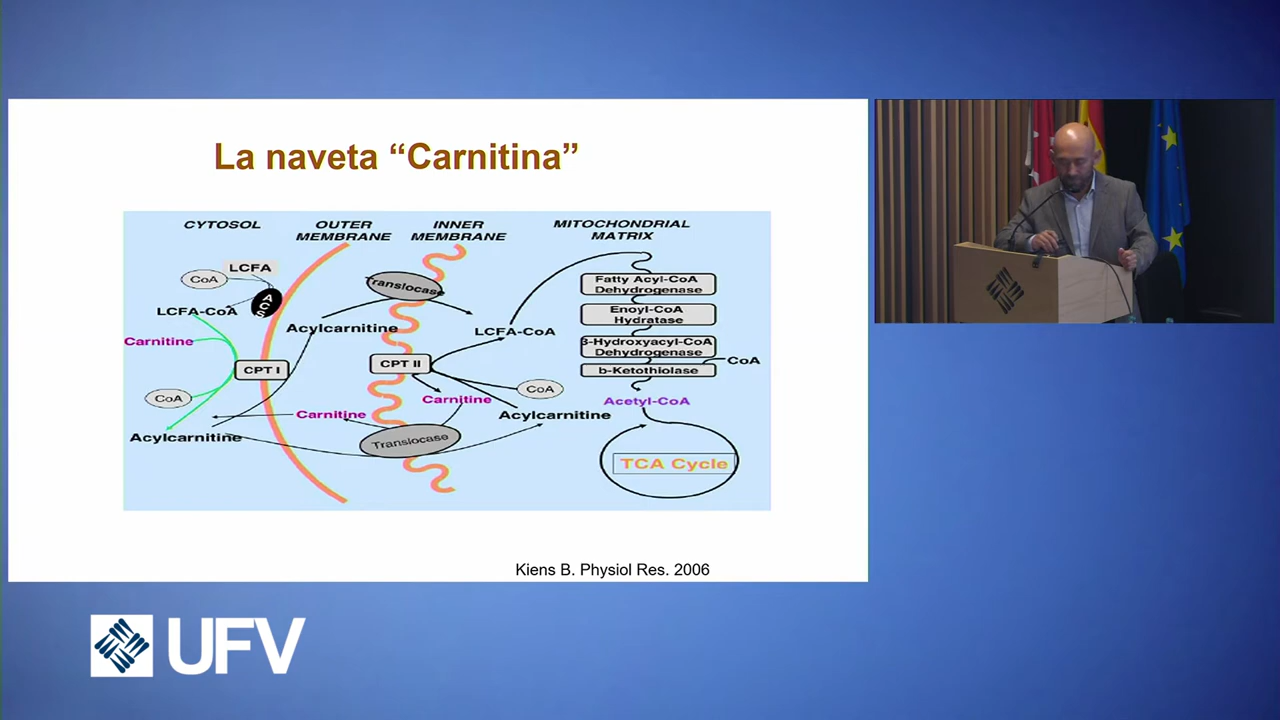 La naveta “Carnitina”
CYTOSOL
OUTER
MEMBRANE
INNER
MEMBRANE
MITOCHONDRIAL
MATRIX
LCFA
CoA
ACS
LCFA-CoA
Carnitine
CPT I
CoA
Acylcarnitine
Translocase
Acylcarnitine
CPT II
Carnitine
Carnitine
Translocase
LCFA-CoA
CoA
Acylcarnitine
Fatty Acyl-CoA
Dehydrogenase
Enoyl-CoA
Hydratase
3-Hydroxyacyl-CoA
Dehydrogenase
b-Ketothiolase
CoA
Acetyl-CoA
TCA Cycle
Kiens B. Physiol Res. 2006
UFV